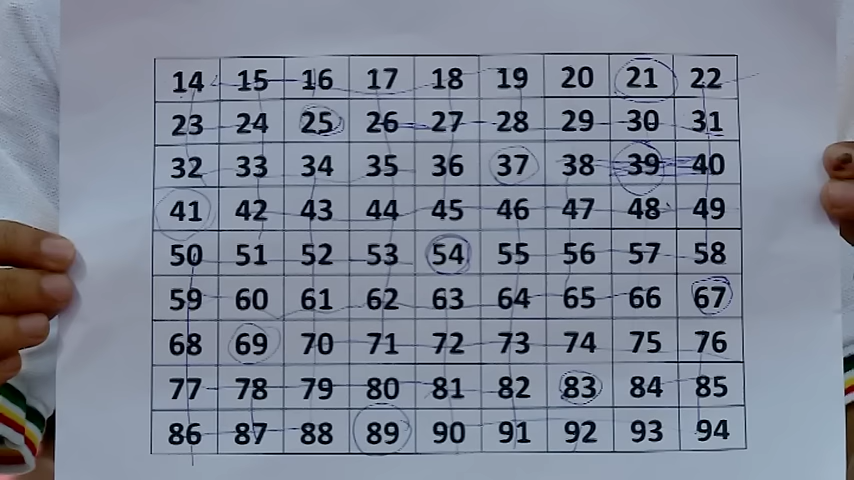 14 15 16 17 18 19 20 21 22
23 24 25 26 27 28 29 30 31
32 33 34 35 36 37 38 39 40
41 42 43 44 45 46 47 48 49
50 51 52 53 54 55 56 57 58
59 60 61 62 63 64 65 66 67
68 69 70 71 72 73 74 75 76
77 78 79 80 81 82 83 84 85
86 87 88 89 90 91 92 93 94